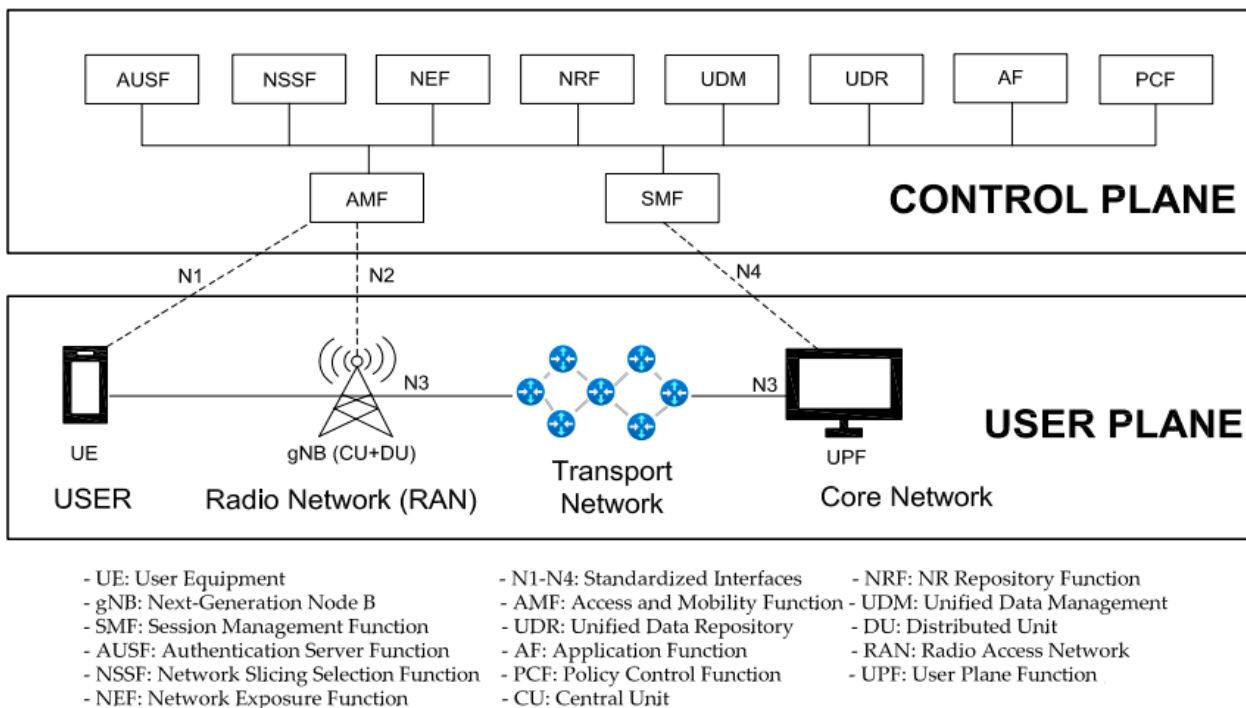 AUSF NSSF NEF NRF UDM UDR AF PCF
AMF SMF
CONTROL PLANE
N1 N2 N4
N3 N3
USER PLANE
UE gNB (CU+DU) UPF
Transport
Network
USER Radio Network (RAN) Core Network
- UE: User Equipment - N1-N4: Standardized Interfaces - NRF: NR Repository Function
- gNB: Next-Generation Node B - AMF: Access and Mobility Function - UDM: Unified Data Management
- SMF: Session Management Function - UDR: Unified Data Repository - DU: Distributed Unit
- AUSF: Authentication Server Function - AF: Application Function - RAN: Radio Access Network
- NSSF: Network Slicing Selection Function - PCF: Policy Control Function - UPF: User Plane Function
- NEF: Network Exposure Function - CU: Central Unit